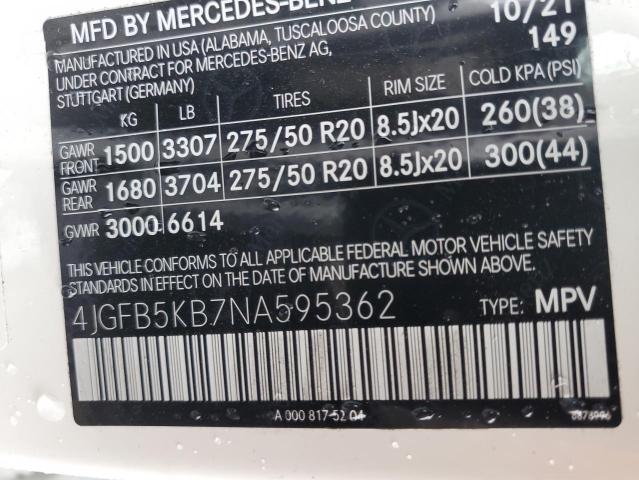 MFD BY MERCEDES-BENZ 10/21
MANUFACTURED IN USA (ALABAMA, TUSCALOOSA COUNTY) 149
UNDER CONTRACT FOR MERCEDES-BENZ AG,
STUTTGART (GERMANY)
KG LB TIRES RIM SIZE COLD KPA (PSI)
GAWR FRONT 1500 3307 275/50 R20 8.5Jx20 260(38)
GAWR REAR 1680 3704 275/50 R20 8.5Jx20 300(44)
GVWR 3000 6614
THIS VEHICLE CONFORMS TO ALL APPLICABLE FEDERAL MOTOR VEHICLE SAFETY
STANDARDS IN EFFECT ON THE DATE OF MANUFACTURE SHOWN ABOVE.
4JGFB5KB7NA595362 TYPE: MPV
A 000 817 52 04